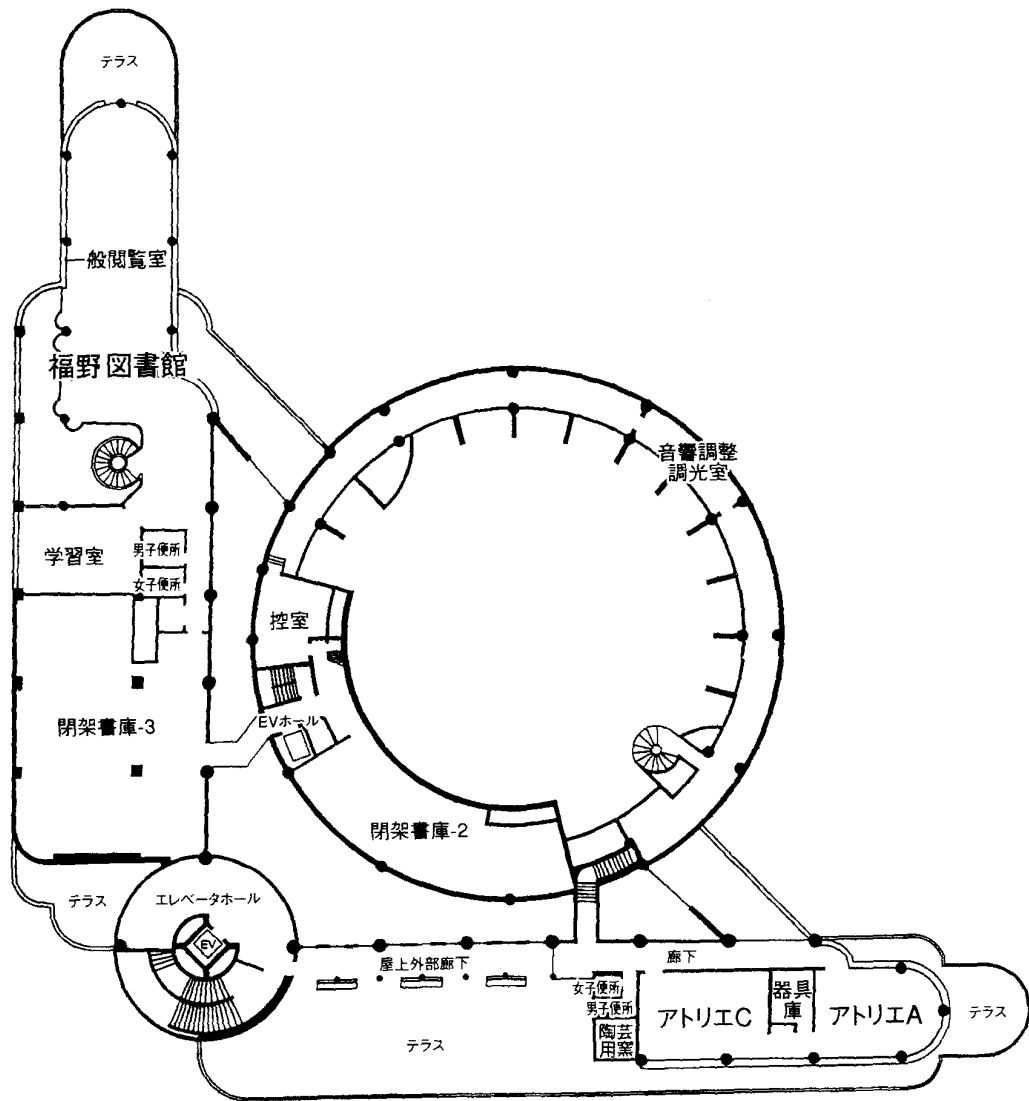 テラス
一般閲覧室
福野図書館
音響調整
調光室
学習室
男子便所
女子便所
控室
EVホール
閉架書庫-3
閉架書庫-2
テラス
エレベータホール
EV
屋上外部廊下
廊下
女子便所
男子便所
陶芸
用窯
アトリエC
器具
庫
アトリエA
テラス
テラス